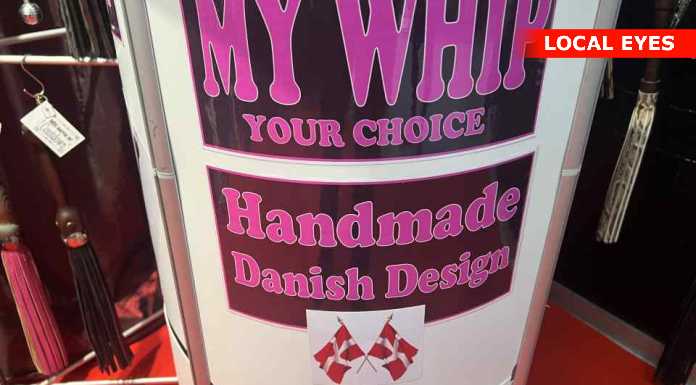 LOCAL EYES
MY WHIP
YOUR CHOICE
Handmade
Danish Design